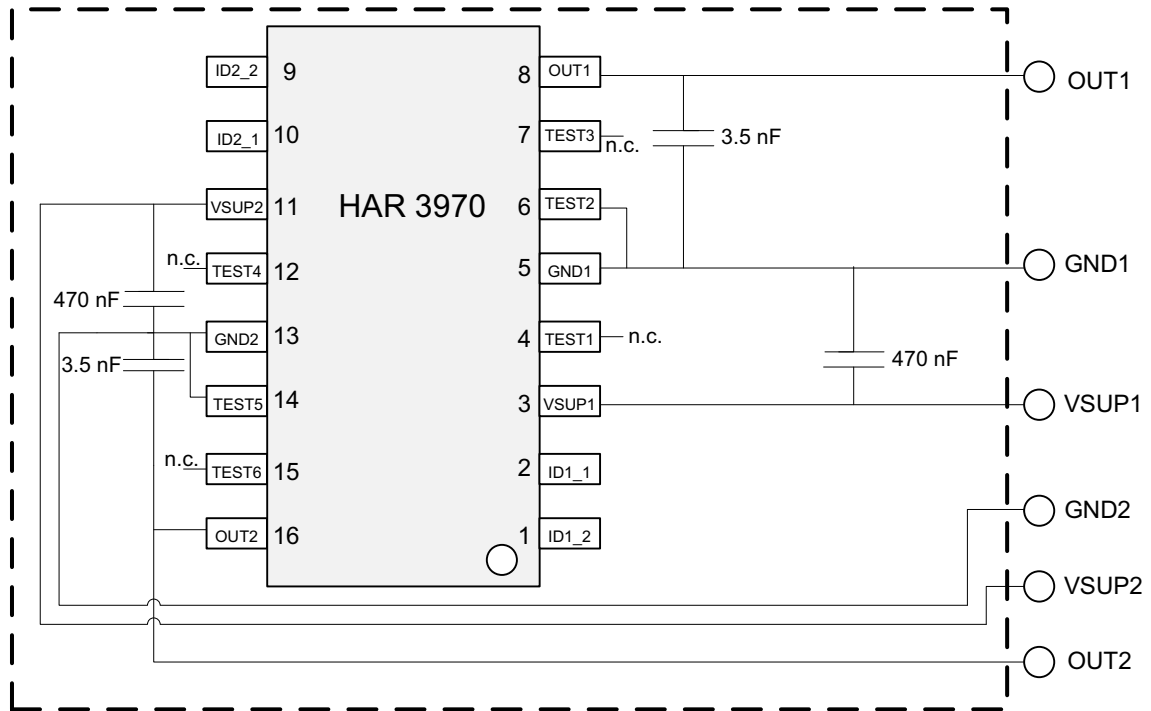 ID2_2
9
8
OUT1
OUT1
ID2_1
10
7
TEST3
n.c.
3.5 nF
VSUP2
11
HAR 3970
6
TEST2
n.c.
TEST4
12
5
GND1
GND1
470 nF
GND2
13
4
TEST1
n.c.
3.5 nF
470 nF
TEST5
14
3
VSUP1
VSUP1
n.c.
TEST6
15
2
ID1_1
GND2
OUT2
16
1
ID1_2
VSUP2
OUT2